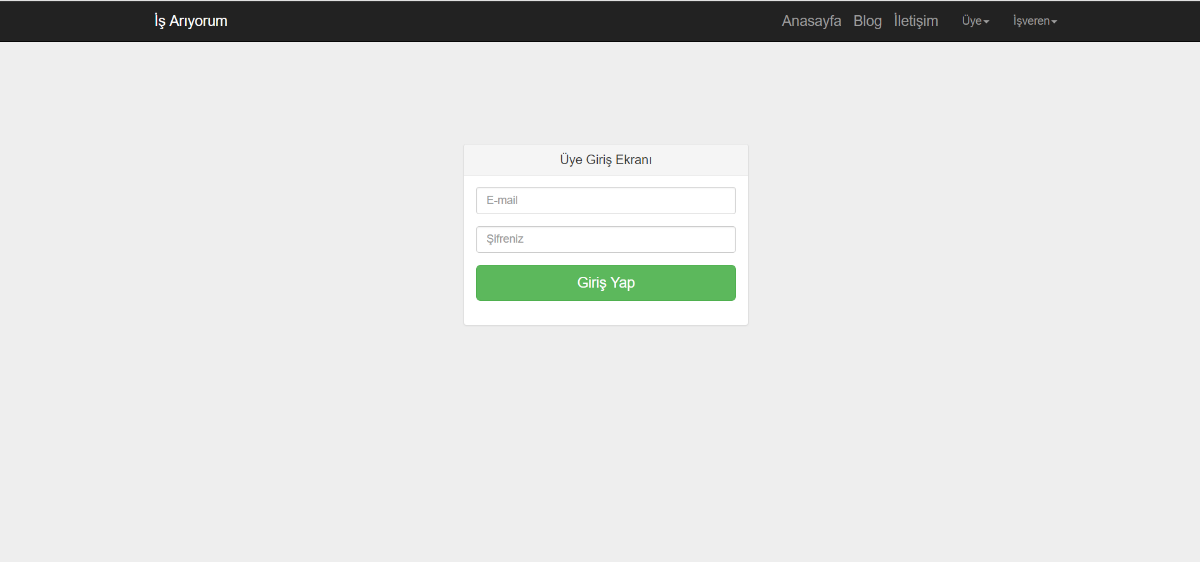 İş Arıyorum
Anasayfa Blog İletişim Üye İşveren
Üye Giriş Ekranı
E-mail
Şifreniz
Giriş Yap